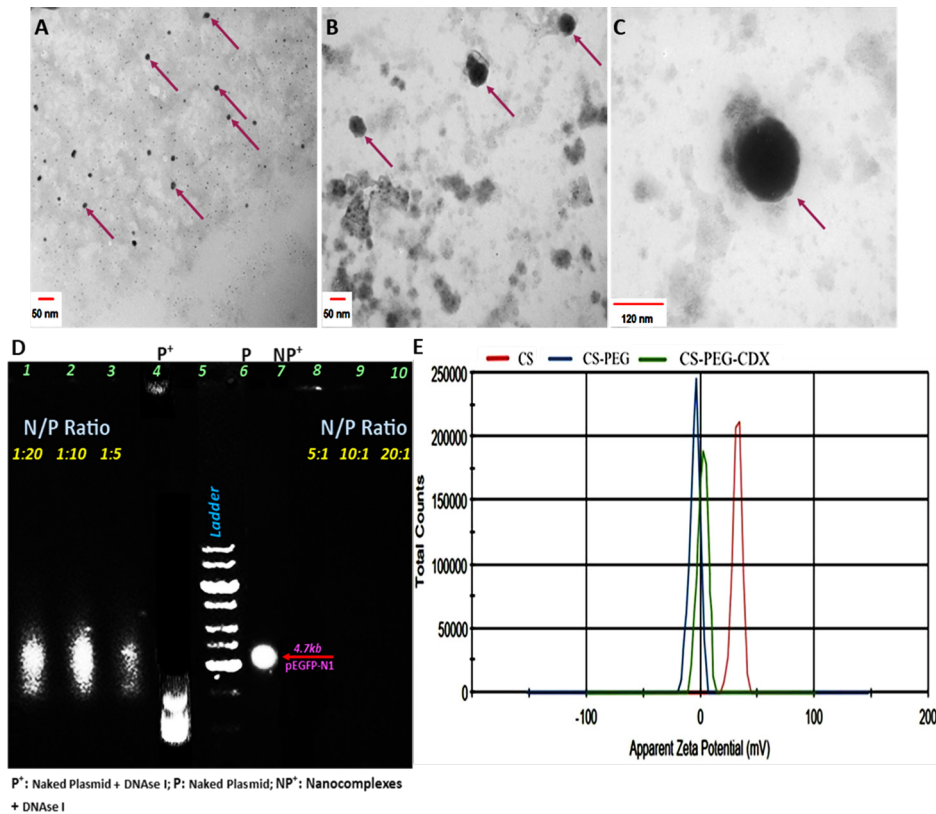 A
B
C
50 nm
50 nm
120 nm
D
P+ P NP+
1 2 3 4 5 6 7 8 9 10
N/P Ratio N/P Ratio
1:20 1:10 1:5 5:1 10:1 20:1
Ladder
4.7kb
pEGFP-N1
P+: Naked Plasmid + DNAse I; P: Naked Plasmid; NP+: Nanocomplexes
+ DNAse I
E
CS CS-PEG CS-PEG-CDX
250000
200000
150000
100000
50000
0
Total Counts
-100 0 100 200
Apparent Zeta Potential (mV)